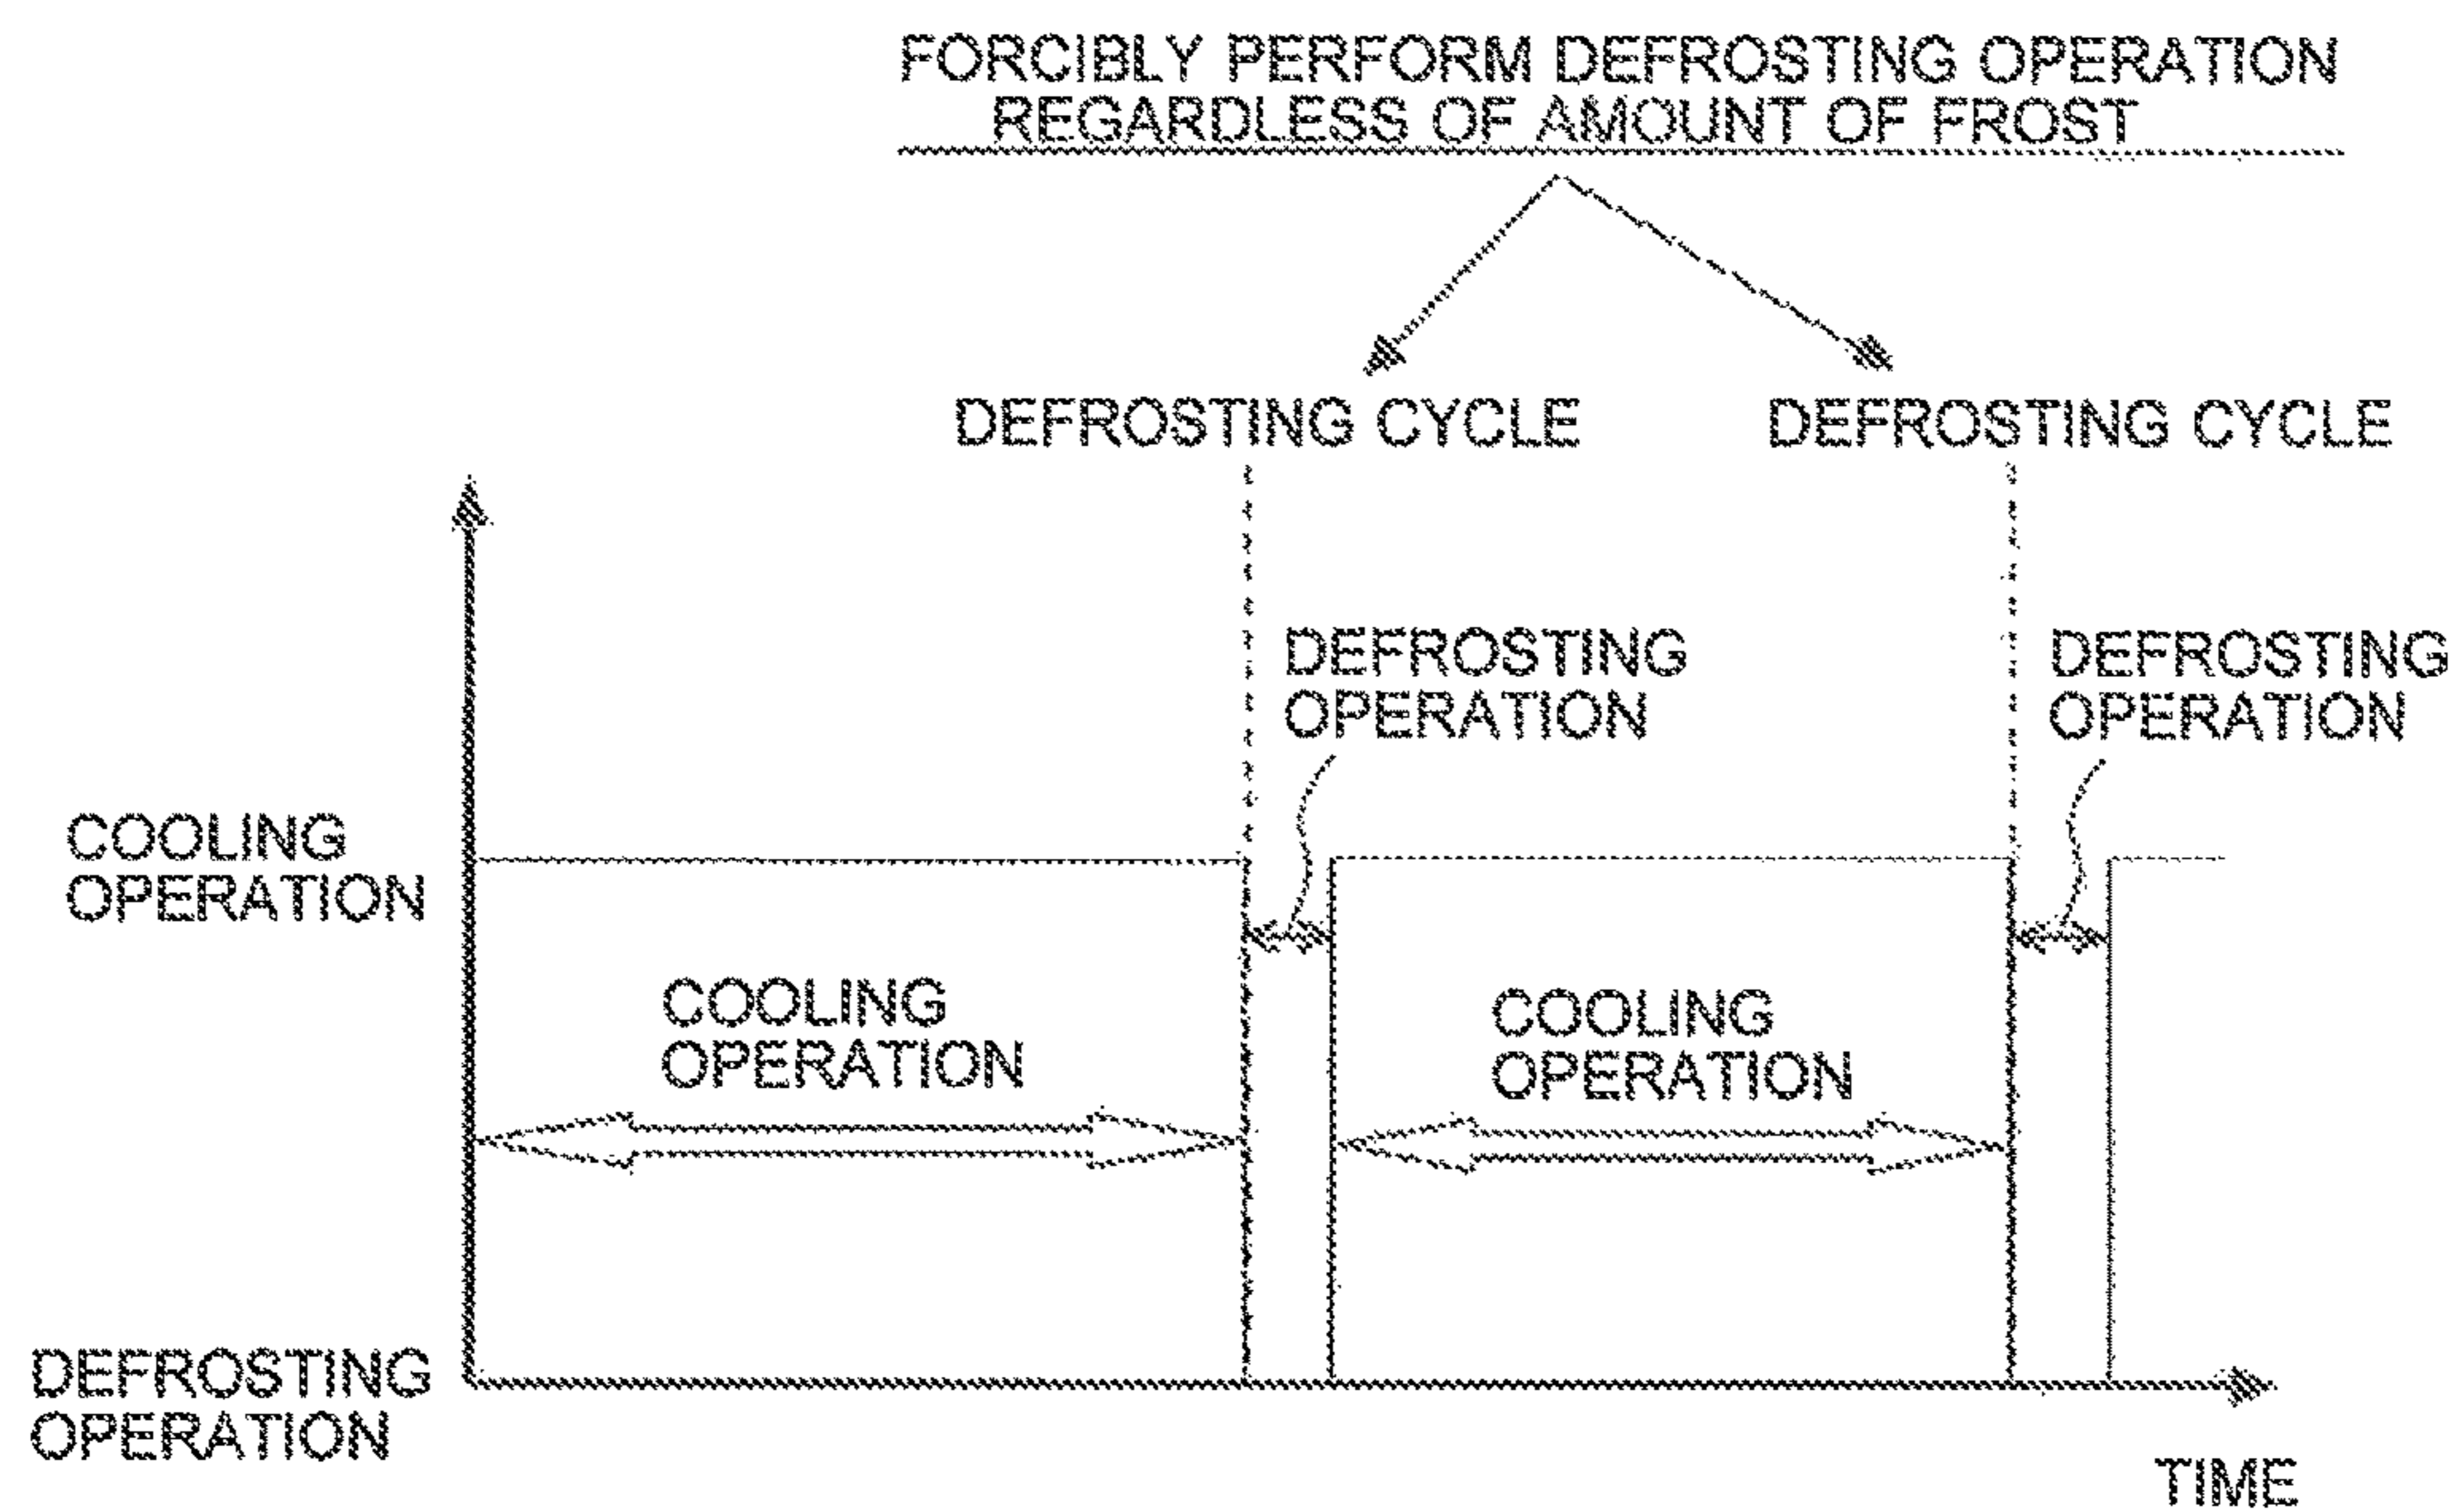 FORCIBLY PERFORM DEFROSTING OPERATION
REGARDLESS OF AMOUNT OF FROST
DEFROSTING CYCLE
DEFROSTING CYCLE
DEFROSTING
OPERATION
DEFROSTING
OPERATION
COOLING
OPERATION
COOLING
OPERATION
COOLING
OPERATION
DEFROSTING
OPERATION
TIME